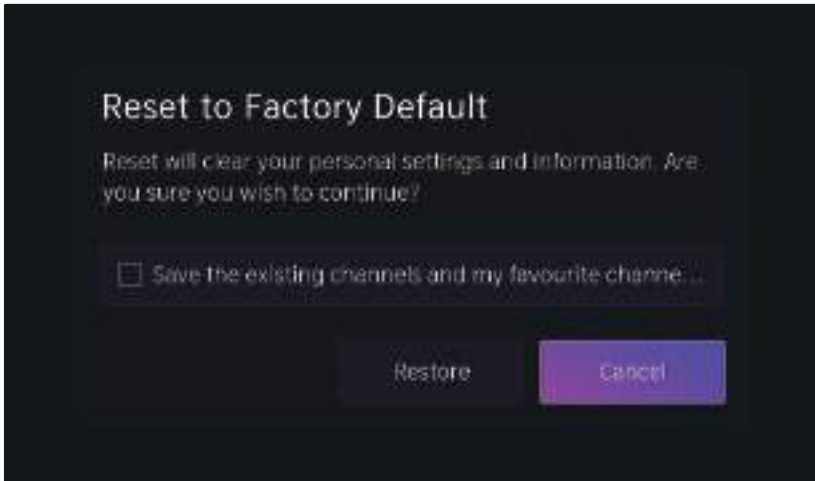 Reset to Factory Default
Reset will clear your personal settings and information. Are
you sure you wish to continue?
Save the existing channels and my favourite channe...
Restore
Cancel